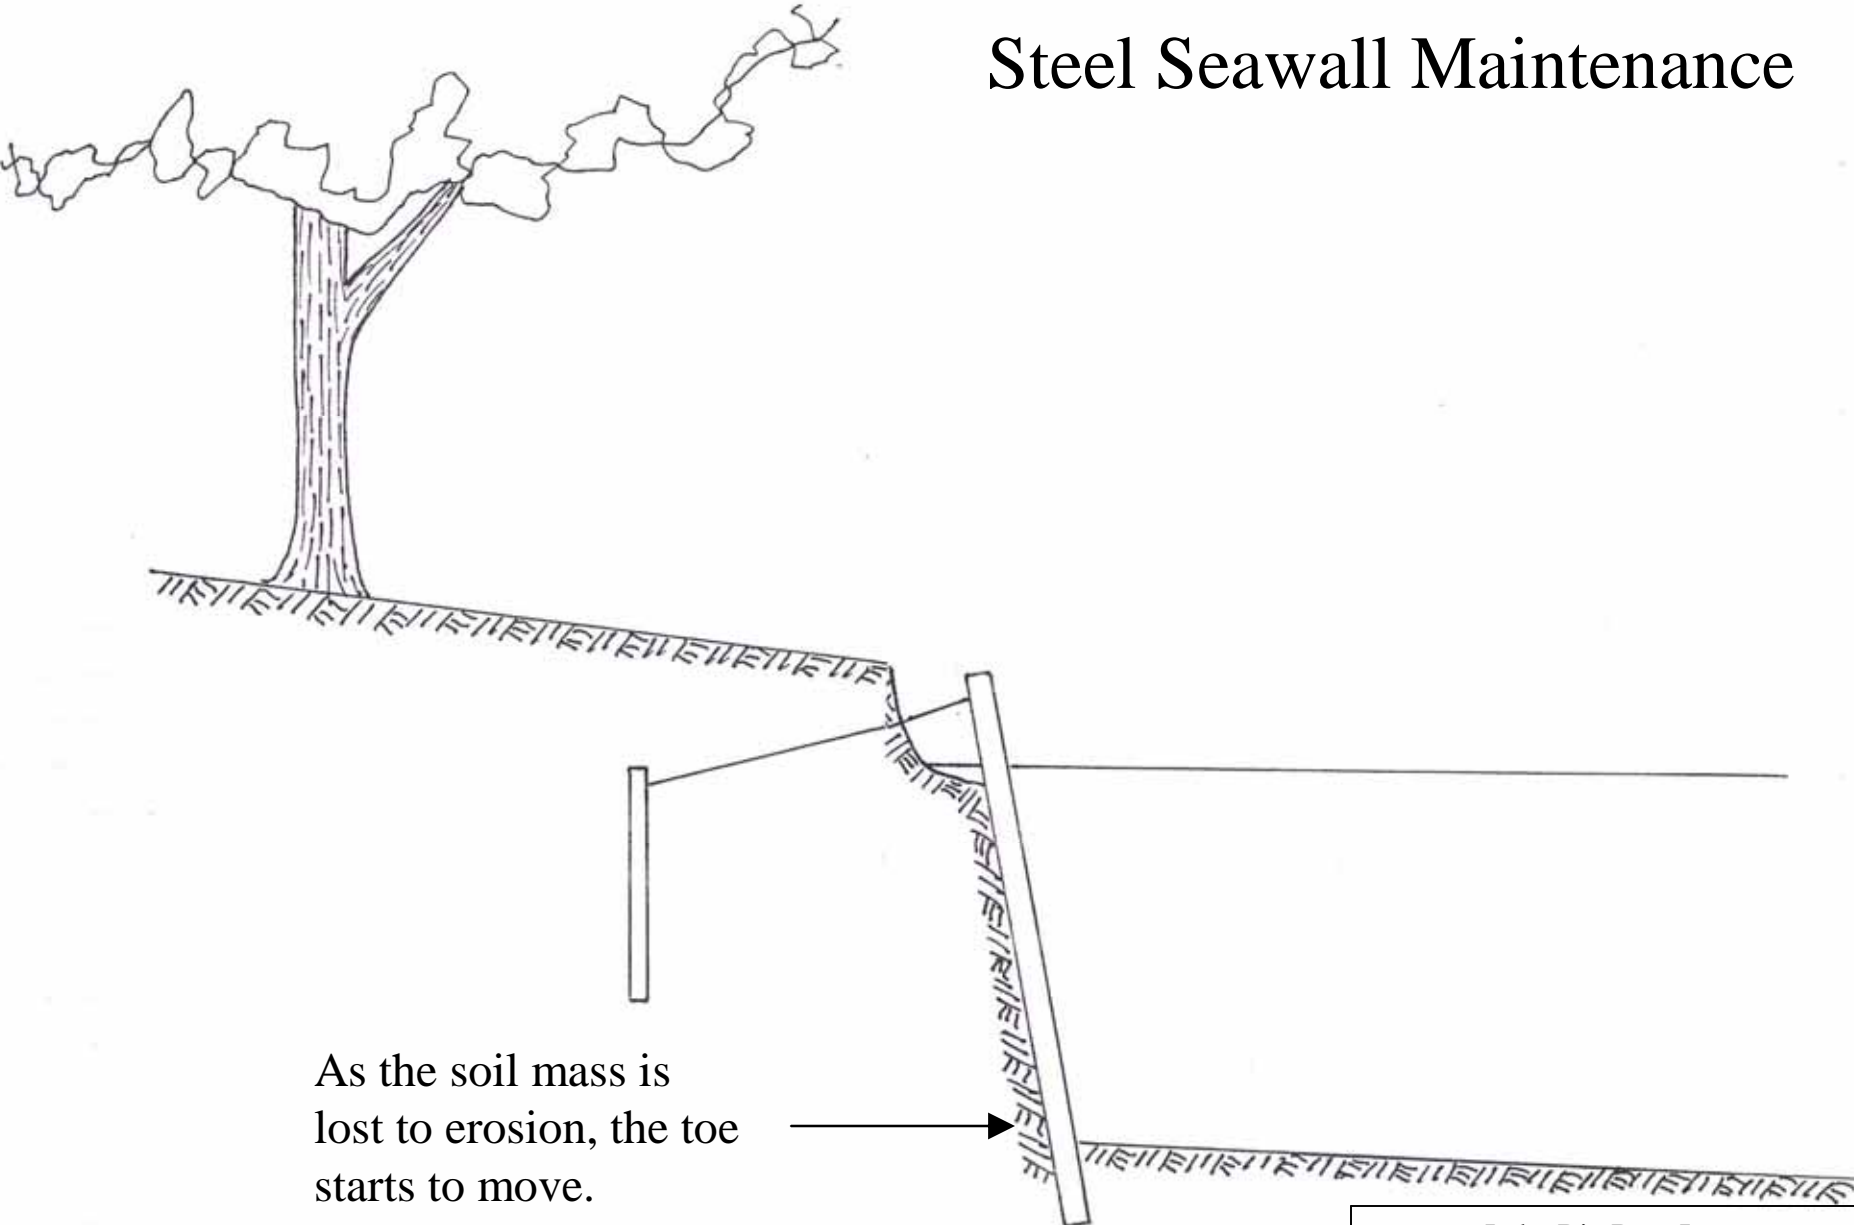 Steel Seawall Maintenance
As the soil mass is
lost to erosion, the toe
starts to move.